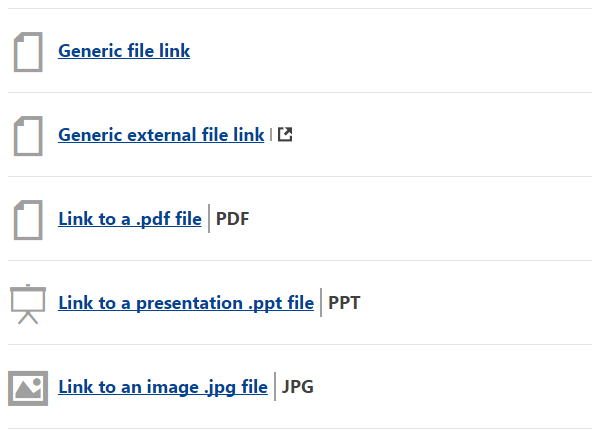 Generic file link
Generic external file link
Link to a .pdf file PDF
Link to a presentation .ppt file PPT
Link to an image .jpg file JPG